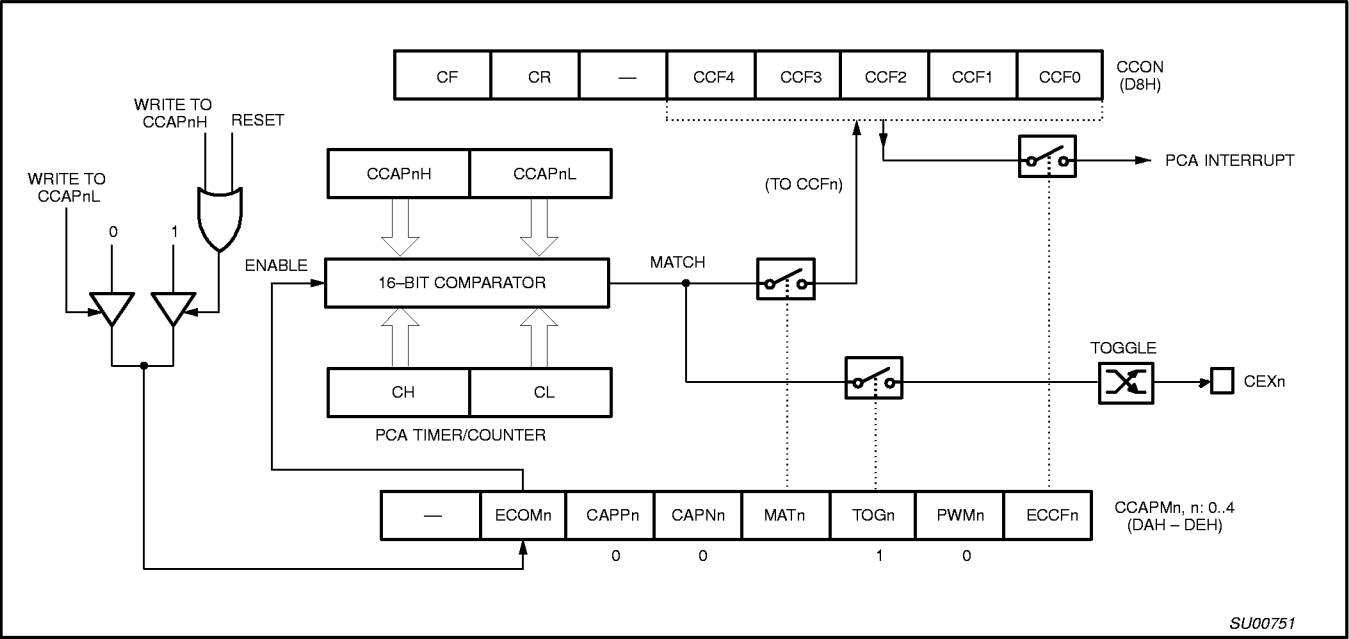 CF CR — CCF4 CCF3 CCF2 CCF1 CCF0
CCON
(D8H)
WRITE TO
CCAPnH
RESET
WRITE TO
CCAPnL
0 1
CCAPnH CCAPnL
(TO CCFn)
PCA INTERRUPT
ENABLE
16–BIT COMPARATOR
MATCH
TOGGLE
CEXn
CH CL
PCA TIMER/COUNTER
— ECOMn CAPPn CAPNn MATn TOGn PWMn ECCFn
CCAPMn, n: 0..4
(DAH – DEH)
0 0 1 0
SU00751